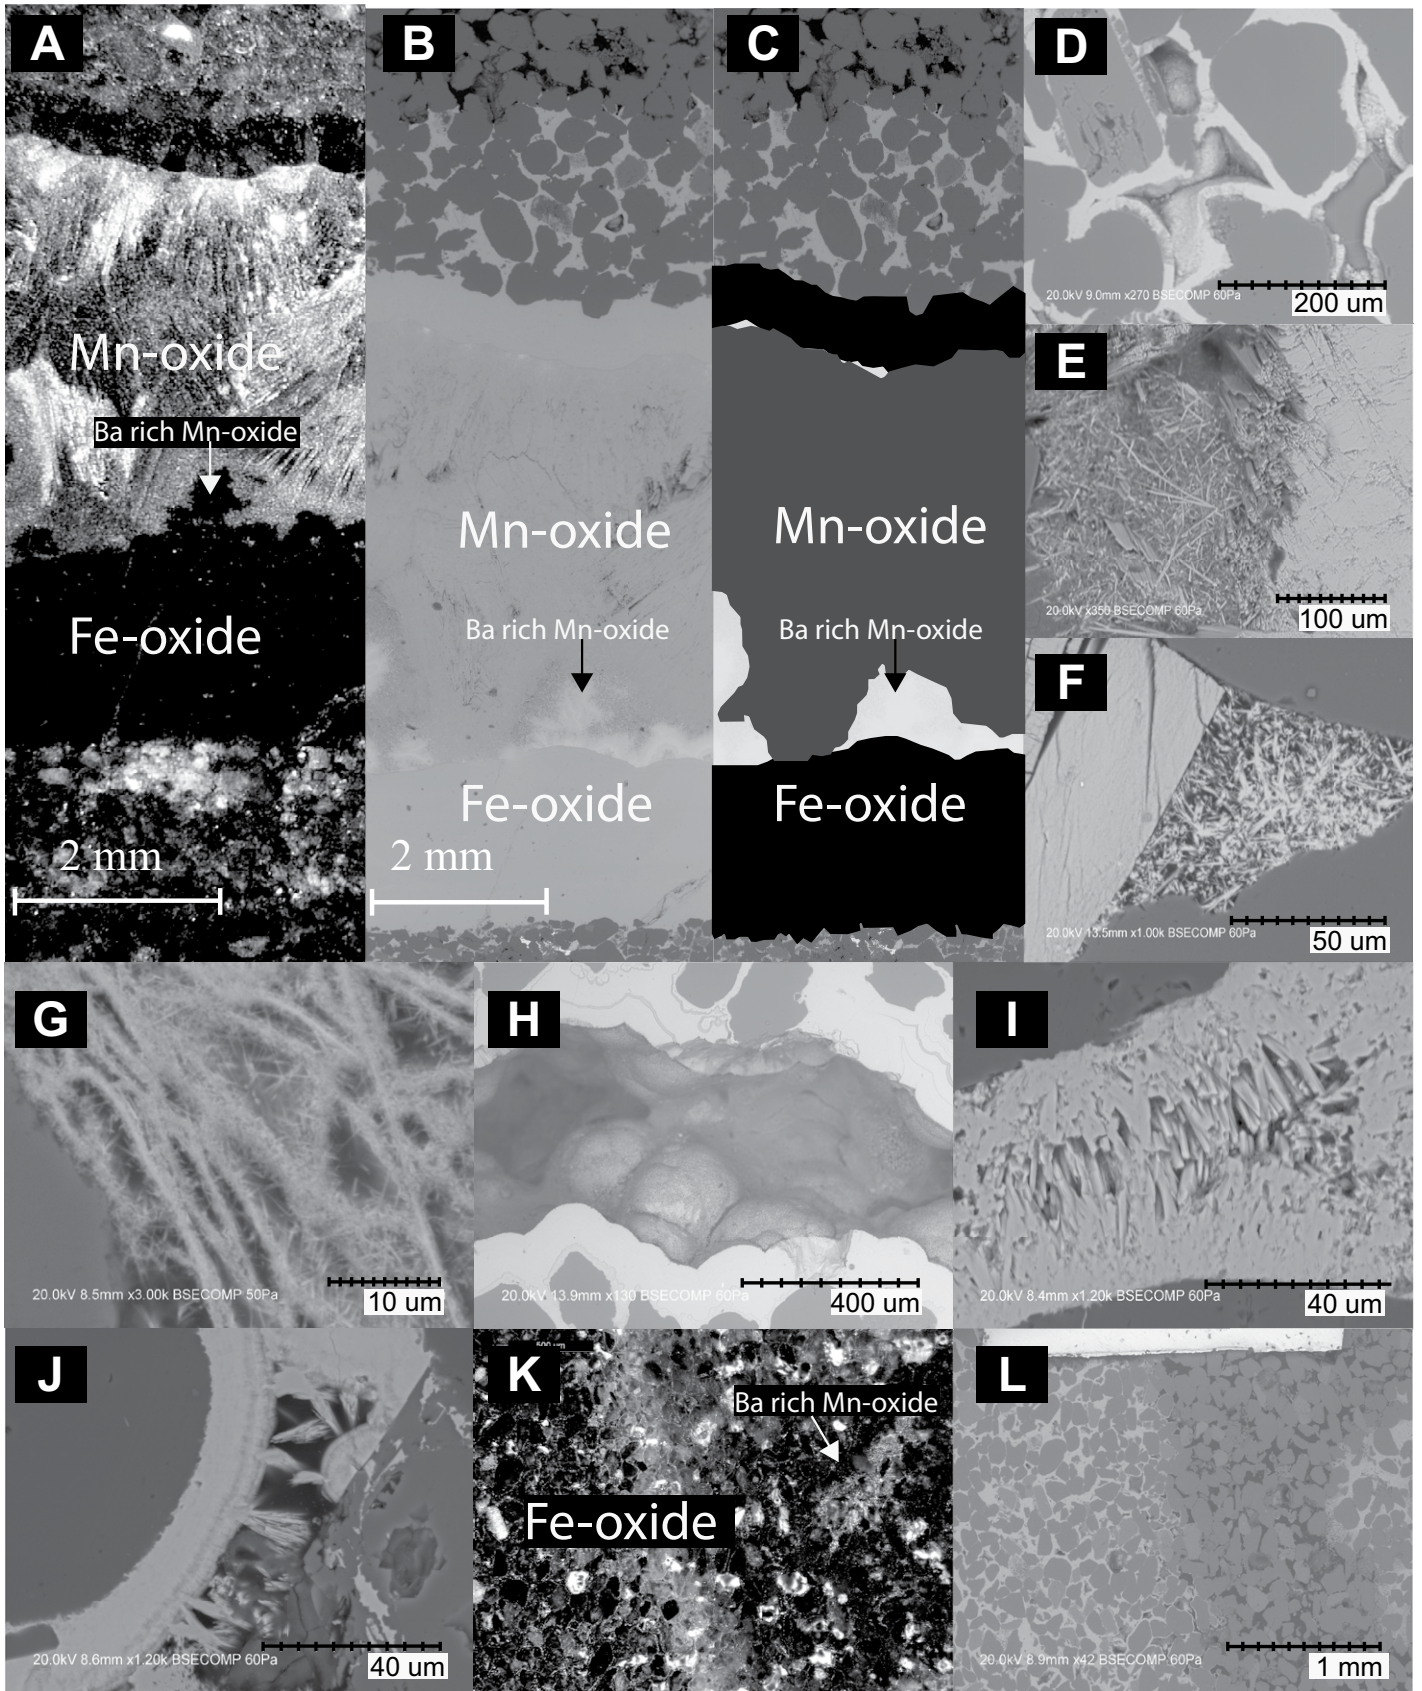 A
B
C
D
Mn-oxide
Ba rich Mn-oxide
Fe-oxide
2 mm
Mn-oxide
Ba rich Mn-oxide
Fe-oxide
2 mm
Mn-oxide
Ba rich Mn-oxide
Fe-oxide
20.0kV 9.0mm x270 BSECOMP 60Pa
200 um
E
20.0kV x350 BSECOMP 60Pa
100 um
F
20.0kV 13.5mm x1.00k BSECOMP 60Pa
50 um
G
20.0kV 8.5mm x3.00k BSECOMP 50Pa
10 um
H
20.0kV 13.9mm x130 BSECOMP 60Pa
400 um
I
20.0kV 8.4mm x1.20k BSECOMP 60Pa
40 um
J
20.0kV 8.6mm x1.20k BSECOMP 60Pa
40 um
K
Ba rich Mn-oxide
Fe-oxide
L
20.0kV 8.9mm x42 BSECOMP 60Pa
1 mm